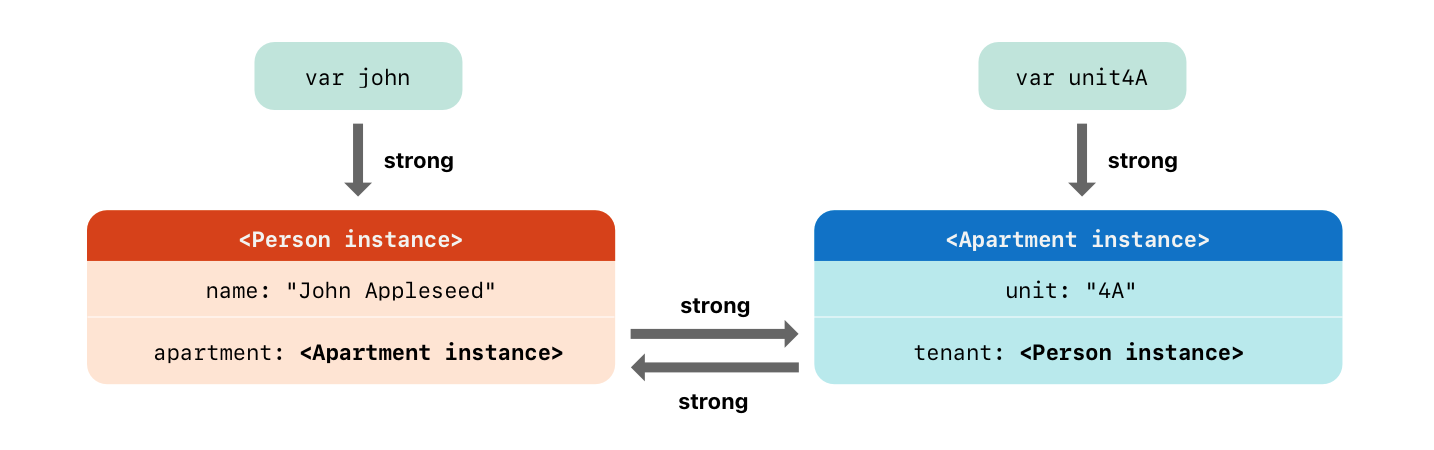 var john
var unit4A
strong
strong
<Person instance>
<Apartment instance>
name: "John Appleseed"
unit: "4A"
strong
apartment: <Apartment instance>
tenant: <Person instance>
strong